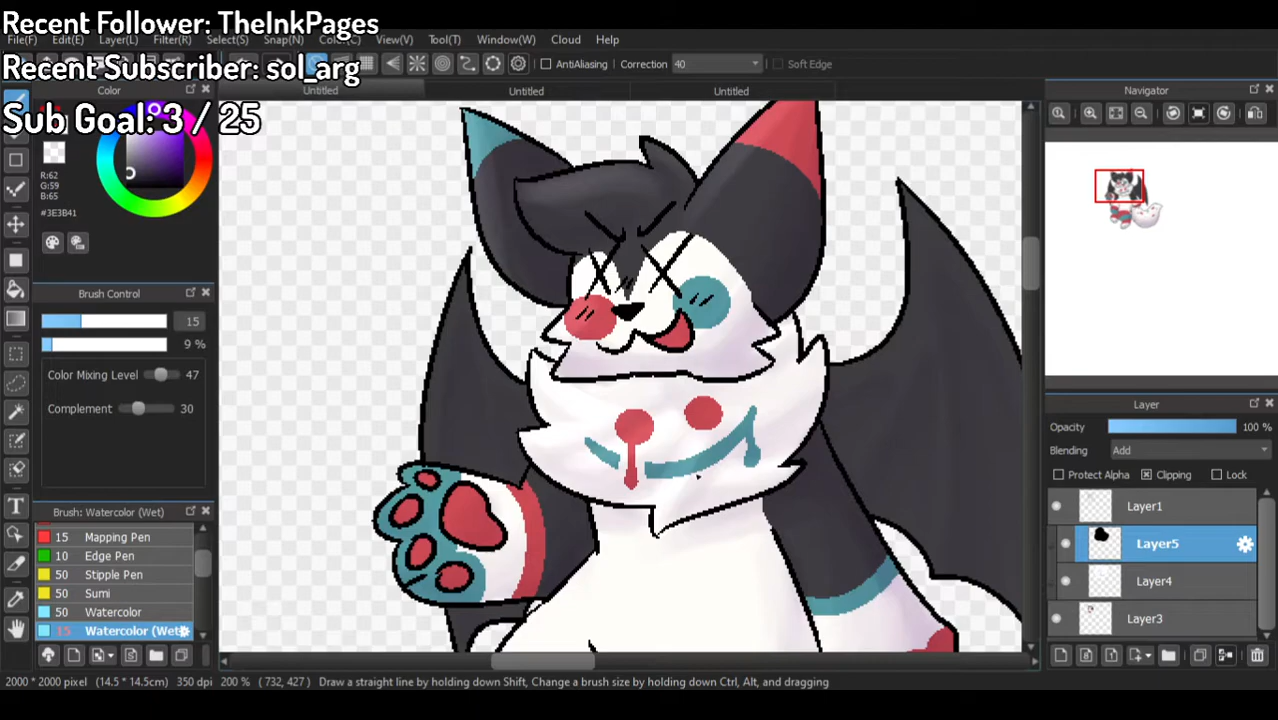 Recent Follower: TheInkPages
File(F) Edit(E) Layer(L) Filter(R) Select(S) Snap(N) Color(C) View(V) Tool(T) Window(W) Cloud Help
Recent Subscriber: sol_arg
AntiAliasing Correction 40 Soft Edge
Sub Goal: 3 / 25
Color
Untitled Untitled Untitled
Navigator
R:62
G:59
B:65
#3E3B41
Brush Control
15
9 %
Color Mixing Level 47
Complement 30
Brush: Watercolor (Wet)
15 Mapping Pen
10 Edge Pen
50 Stipple Pen
50 Sumi
50 Watercolor
15 Watercolor (Wet
Layer
Opacity 100 %
Blending Add
Protect Alpha Clipping Lock
Layer1
Layer5
Layer4
Layer3
2000 * 2000 pixel (14.5 * 14.5cm) 350 dpi 200 % ( 732, 427 ) Draw a straight line by holding down Shift, Change a brush size by holding down Ctrl, Alt, and dragging